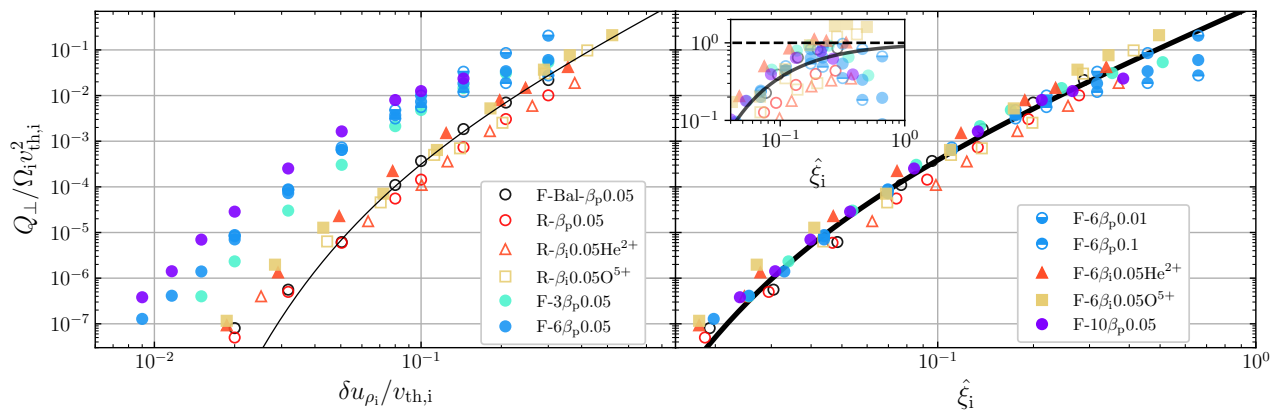 Q⊥/Ωᵢv²ₜₕ,ᵢ
10⁻¹
10⁻²
10⁻³
10⁻⁴
10⁻⁵
10⁻⁶
10⁻⁷
F-Bal-βₚ0.05
R-βₚ0.05
R-βᵢ0.05He²⁺
R-βᵢ0.05O⁵⁺
F-3βₚ0.05
F-6βₚ0.05
10⁻² 10⁻¹
δu_ρᵢ/vₜₕ,ᵢ
10⁰
10⁻¹
10⁻¹ 10⁰
ξ̂ᵢ
F-6βₚ0.01
F-6βₚ0.1
F-6βᵢ0.05He²⁺
F-6βᵢ0.05O⁵⁺
F-10βₚ0.05
10⁻¹ 10⁰
ξ̂ᵢ